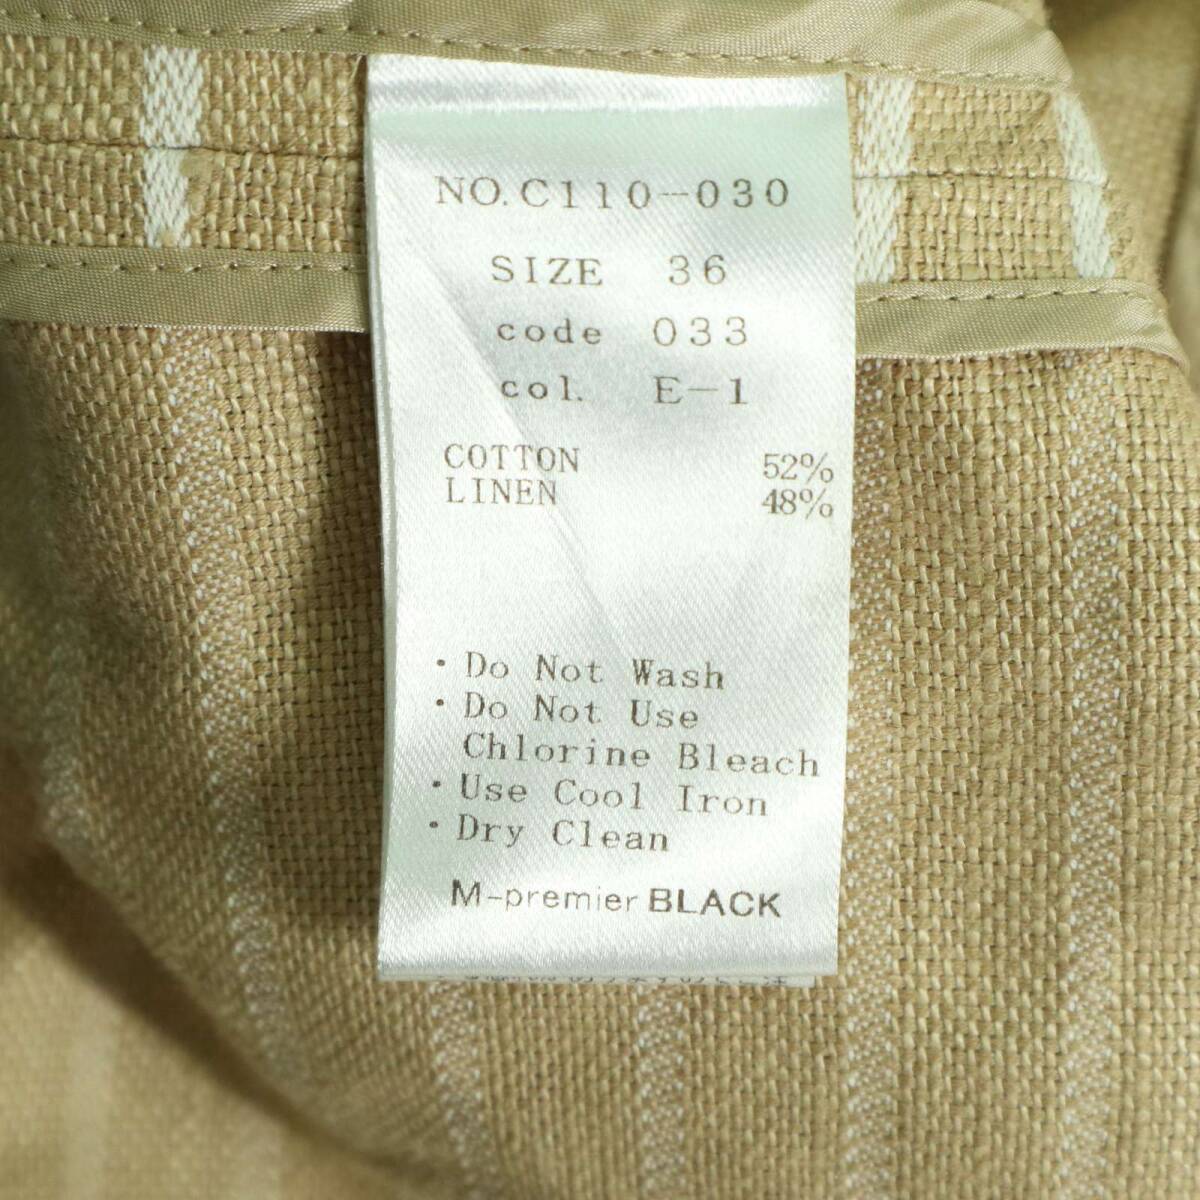 NO.C110-030
SIZE 36
code 033
col. E-1
COTTON 52%
LINEN 48%
・Do Not Wash
・Do Not Use
Chlorine Bleach
・Use Cool Iron
・Dry Clean
M-premier BLACK